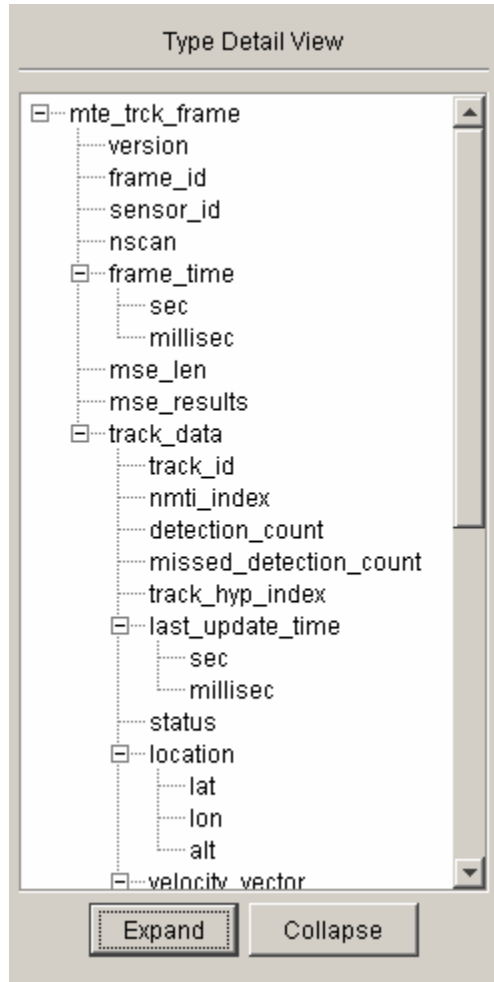 Type Detail View
mte_trck_frame
version
frame_id
sensor_id
nscan
frame_time
sec
millisec
mse_len
mse_results
track_data
track_id
nmti_index
detection_count
missed_detection_count
track_hyp_index
last_update_time
sec
millisec
status
location
lat
lon
alt
velocity_vector
Expand Collapse